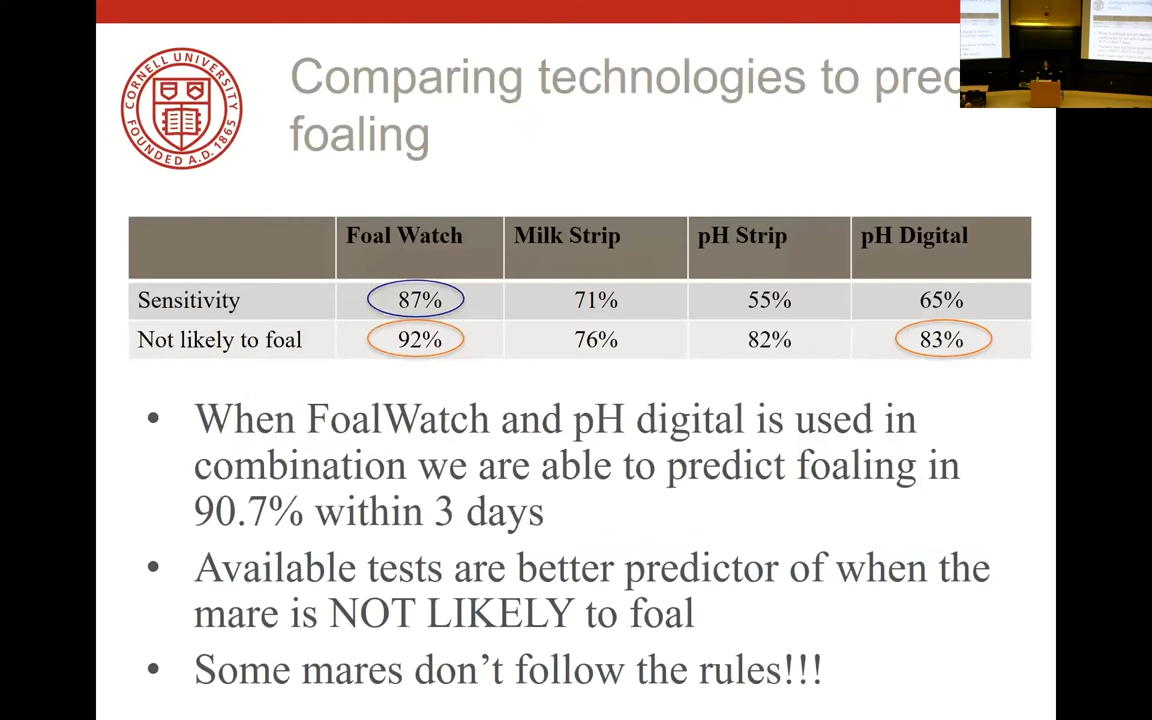 CORNELL UNIVERSITY
FOUNDED A.D. 1865
Comparing technologies to
foaling
Foal Watch Milk Strip pH Strip pH Digital
Sensitivity 87% 71% 55% 65%
Not likely to foal 92% 76% 82% 83%
• When FoalWatch and pH digital is used in
combination we are able to predict foaling in
90.7% within 3 days
• Available tests are better predictor of when the
mare is NOT LIKELY to foal
• Some mares don’t follow the rules!!!